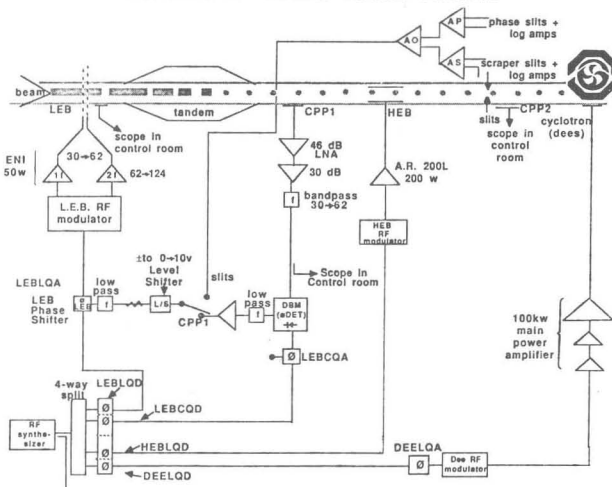 phase slits +
log amps
AP
AO
AS
scraper slits +
log amps
beam
LEB
tandem
CPP1
HEB
slits
CPP2
cyclotron
(dees)
scope in
control room
scope in
control
room
ENI
50w
30→62
1f
2f
62→124
46 dB
LNA
30 dB
A.R. 200L
200 w
f
bandpass
30→62
L.E.B. RF
modulator
HEB
RF
modulator
±to 0→10v
Level
Shifter
slits
Scope in
Control room
LEBLQA
LEB
Phase
Shifter
low
pass
ø
LEB
f
L/S
CPP1
low
pass
f
DBM
(øDET)
100kw
main
power
amplifier
Ø
LEBCQA
4-way
split
LEBLQD
Ø
Ø
LEBCQD
RF
synthe-
sizer
Ø
HEBLQD
Ø
DEELQD
DEELQA
Ø
Dee RF
modulator